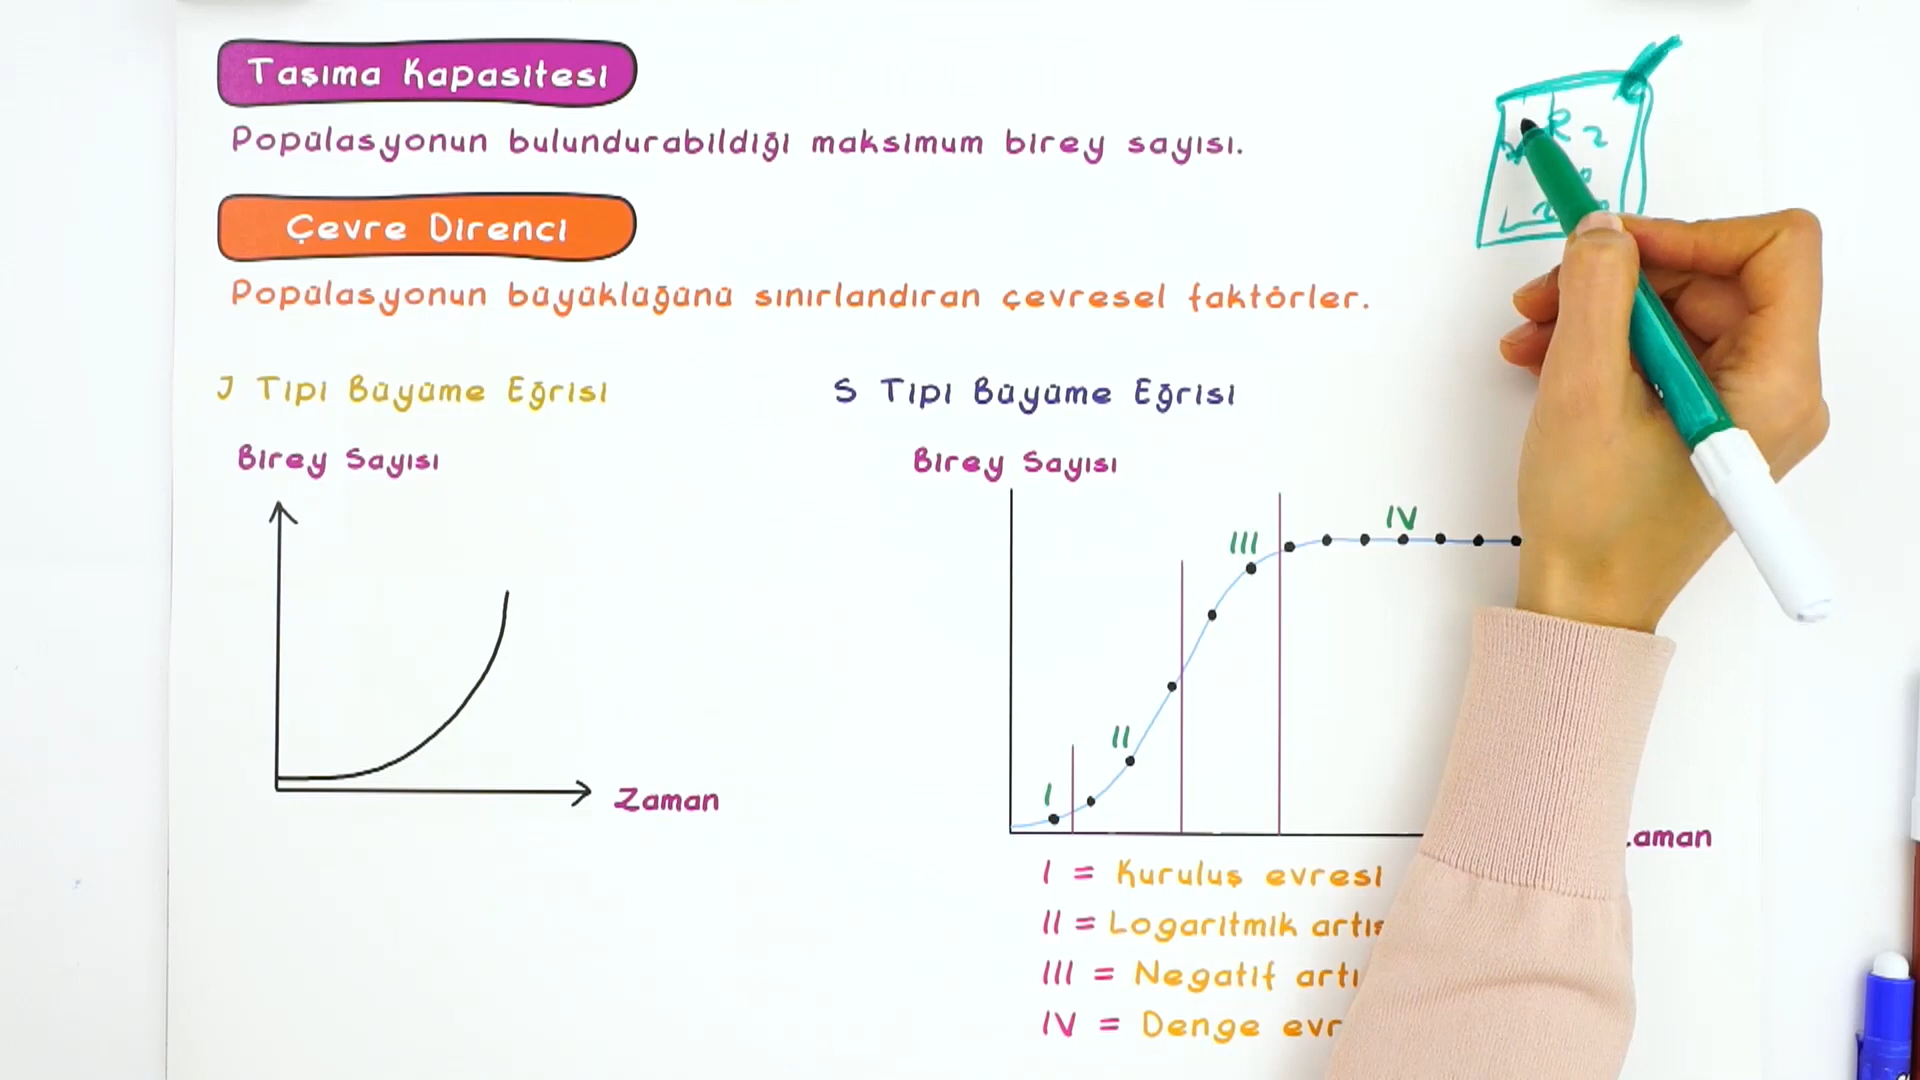 Taşıma Kapasitesi
Popülasyonun bulundurabildiği maksimum birey sayısı.
Çevre Direnci
Popülasyonun büyüklüğünü sınırlandıran çevresel faktörler.
J Tipi Büyüme Eğrisi
S Tipi Büyüme Eğrisi
Birey Sayısı
Birey Sayısı
IV
III
II
I
Zaman
I = Kuruluş evresi
II = Logaritmik
III = Negatif
IV = Denge